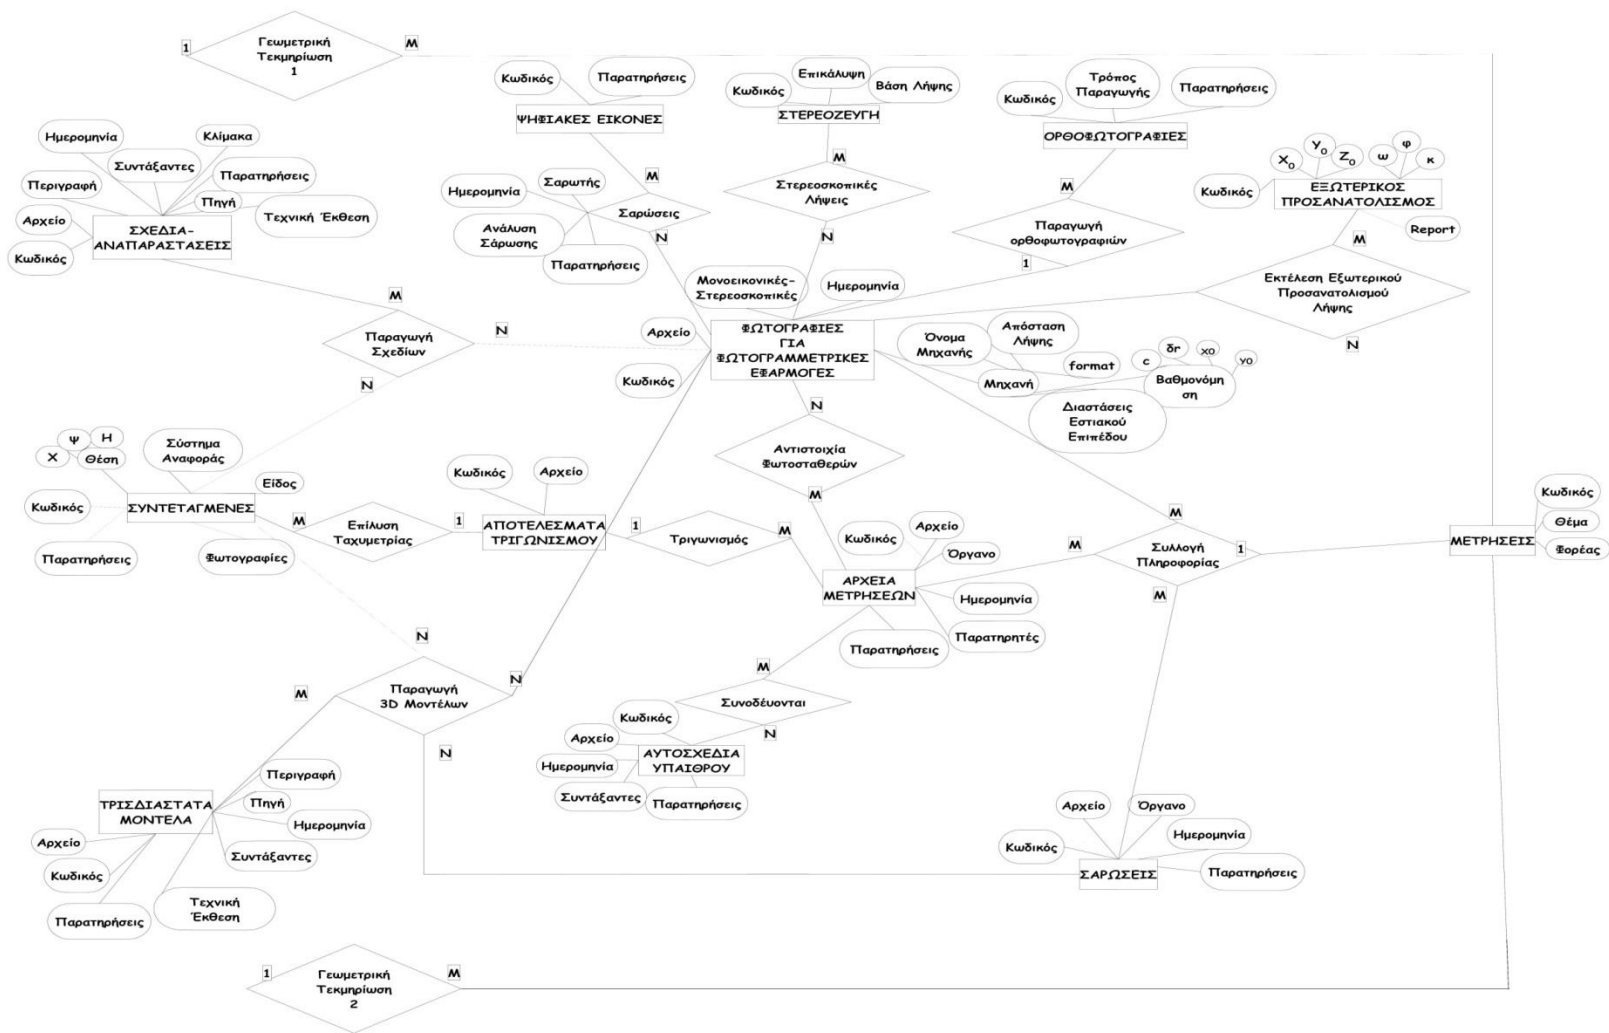 1
Γεωμετρική
Τεκμηρίωση
1
M
Κωδικός
Παρατηρήσεις
ΨΗΦΙΑΚΕΣ ΕΙΚΟΝΕΣ
Επικάλυψη
Κωδικός
Βάση Λήψης
ΣΤΕΡΕΟΖΕΥΓΗ
Τρόπος
Παραγωγής
Κωδικός
Παρατηρήσεις
ΟΡΘΟΦΩΤΟΓΡΑΦΙΕΣ
Ημερομηνία
Κλίμακα
Συντάξαντες
Περιγραφή
Παρατηρήσεις
Πηγή
Αρχείο
Τεχνική Έκθεση
Κωδικός
ΣΧΕΔΙΑ-
ΑΝΑΠΑΡΑΣΤΑΣΕΙΣ
M
Σαρωτής
Ημερομηνία
Σαρώσεις
Ανάλυση
Σάρωσης
N
Παρατηρήσεις
M
Στερεοσκοπικές
Λήψεις
N
M
Παραγωγή
ορθοφωτογραφιών
1
Xo
Yo
Zo
ω
φ
κ
Κωδικός
ΕΞΩΤΕΡΙΚΟΣ
ΠΡΟΣΑΝΑΤΟΛΙΣΜΟΣ
Report
M
Εκτέλεση Εξωτερικού
Προσανατολισμού
Λήψης
N
M
Παραγωγή
Σχεδίων
N
N
Μονοεικονικές-
Στερεοσκοπικές
Ημερομηνία
Αρχείο
Κωδικός
ΦΩΤΟΓΡΑΦΙΕΣ
ΓΙΑ
ΦΩΤΟΓΡΑΜΜΕΤΡΙΚΕΣ
ΕΦΑΡΜΟΓΕΣ
Όνομα
Μηχανής
Απόσταση
Λήψης
Μηχανή
format
c
δr
xo
yo
Βαθμονόμη
ση
Διαστάσεις
Εστιακού
Επιπέδου
N
Αντιστοιχία
Φωτοσταθερών
M
X
Ψ
H
Θέση
Σύστημα
Αναφοράς
Είδος
Κωδικός
ΣΥΝΤΕΤΑΓΜΕΝΕΣ
Παρατηρήσεις
Φωτογραφίες
M
Επίλυση
Ταχυμετρίας
1
Κωδικός
Αρχείο
ΑΠΟΤΕΛΕΣΜΑΤΑ
ΤΡΙΓΩΝΙΣΜΟΥ
1
Τριγωνισμός
M
Κωδικός
Αρχείο
Όργανο
ΑΡΧΕΙΑ
ΜΕΤΡΗΣΕΩΝ
Ημερομηνία
Παρατηρητές
Παρατηρήσεις
M
M
Συλλογή
Πληροφορίας
1
M
Κωδικός
Θέμα
Φορέας
ΜΕΤΡΗΣΕΙΣ
N
M
Παραγωγή
3D Μοντέλων
N
N
M
Συνοδέυονται
N
Κωδικός
Αρχείο
Ημερομηνία
Συντάξαντες
ΑΥΤΟΣΧΕΔΙΑ
ΥΠΑΙΘΡΟΥ
Παρατηρήσεις
ΤΡΙΣΔΙΑΣΤΑΤΑ
ΜΟΝΤΕΛΑ
Περιγραφή
Πηγή
Ημερομηνία
Συντάξαντες
Αρχείο
Κωδικός
Παρατηρήσεις
Τεχνική
Έκθεση
Αρχείο
Όργανο
Ημερομηνία
Κωδικός
Παρατηρήσεις
ΣΑΡΩΣΕΙΣ
1
Γεωμετρική
Τεκμηρίωση
2
M